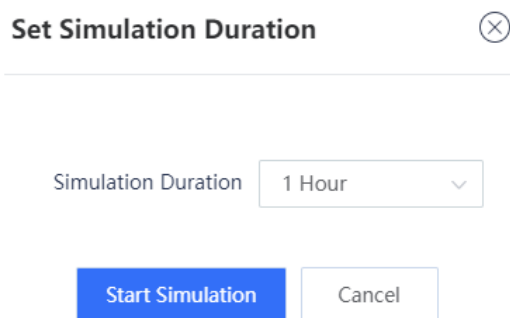 Set Simulation Duration
Simulation Duration 1 Hour
Start Simulation Cancel